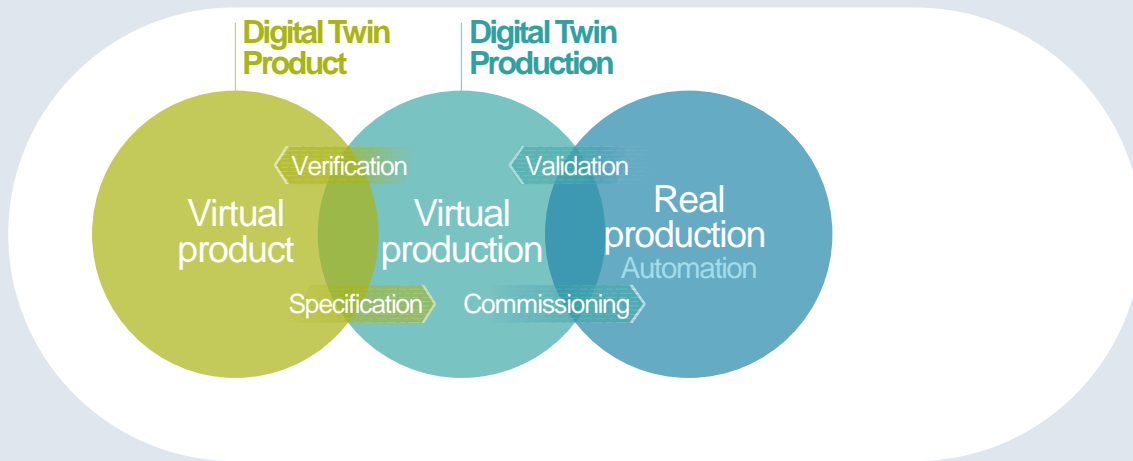 Digital Twin
Product
Digital Twin
Production
Verification
Validation
Virtual
product
Virtual
production
Real
production
Automation
Specification
Commissioning